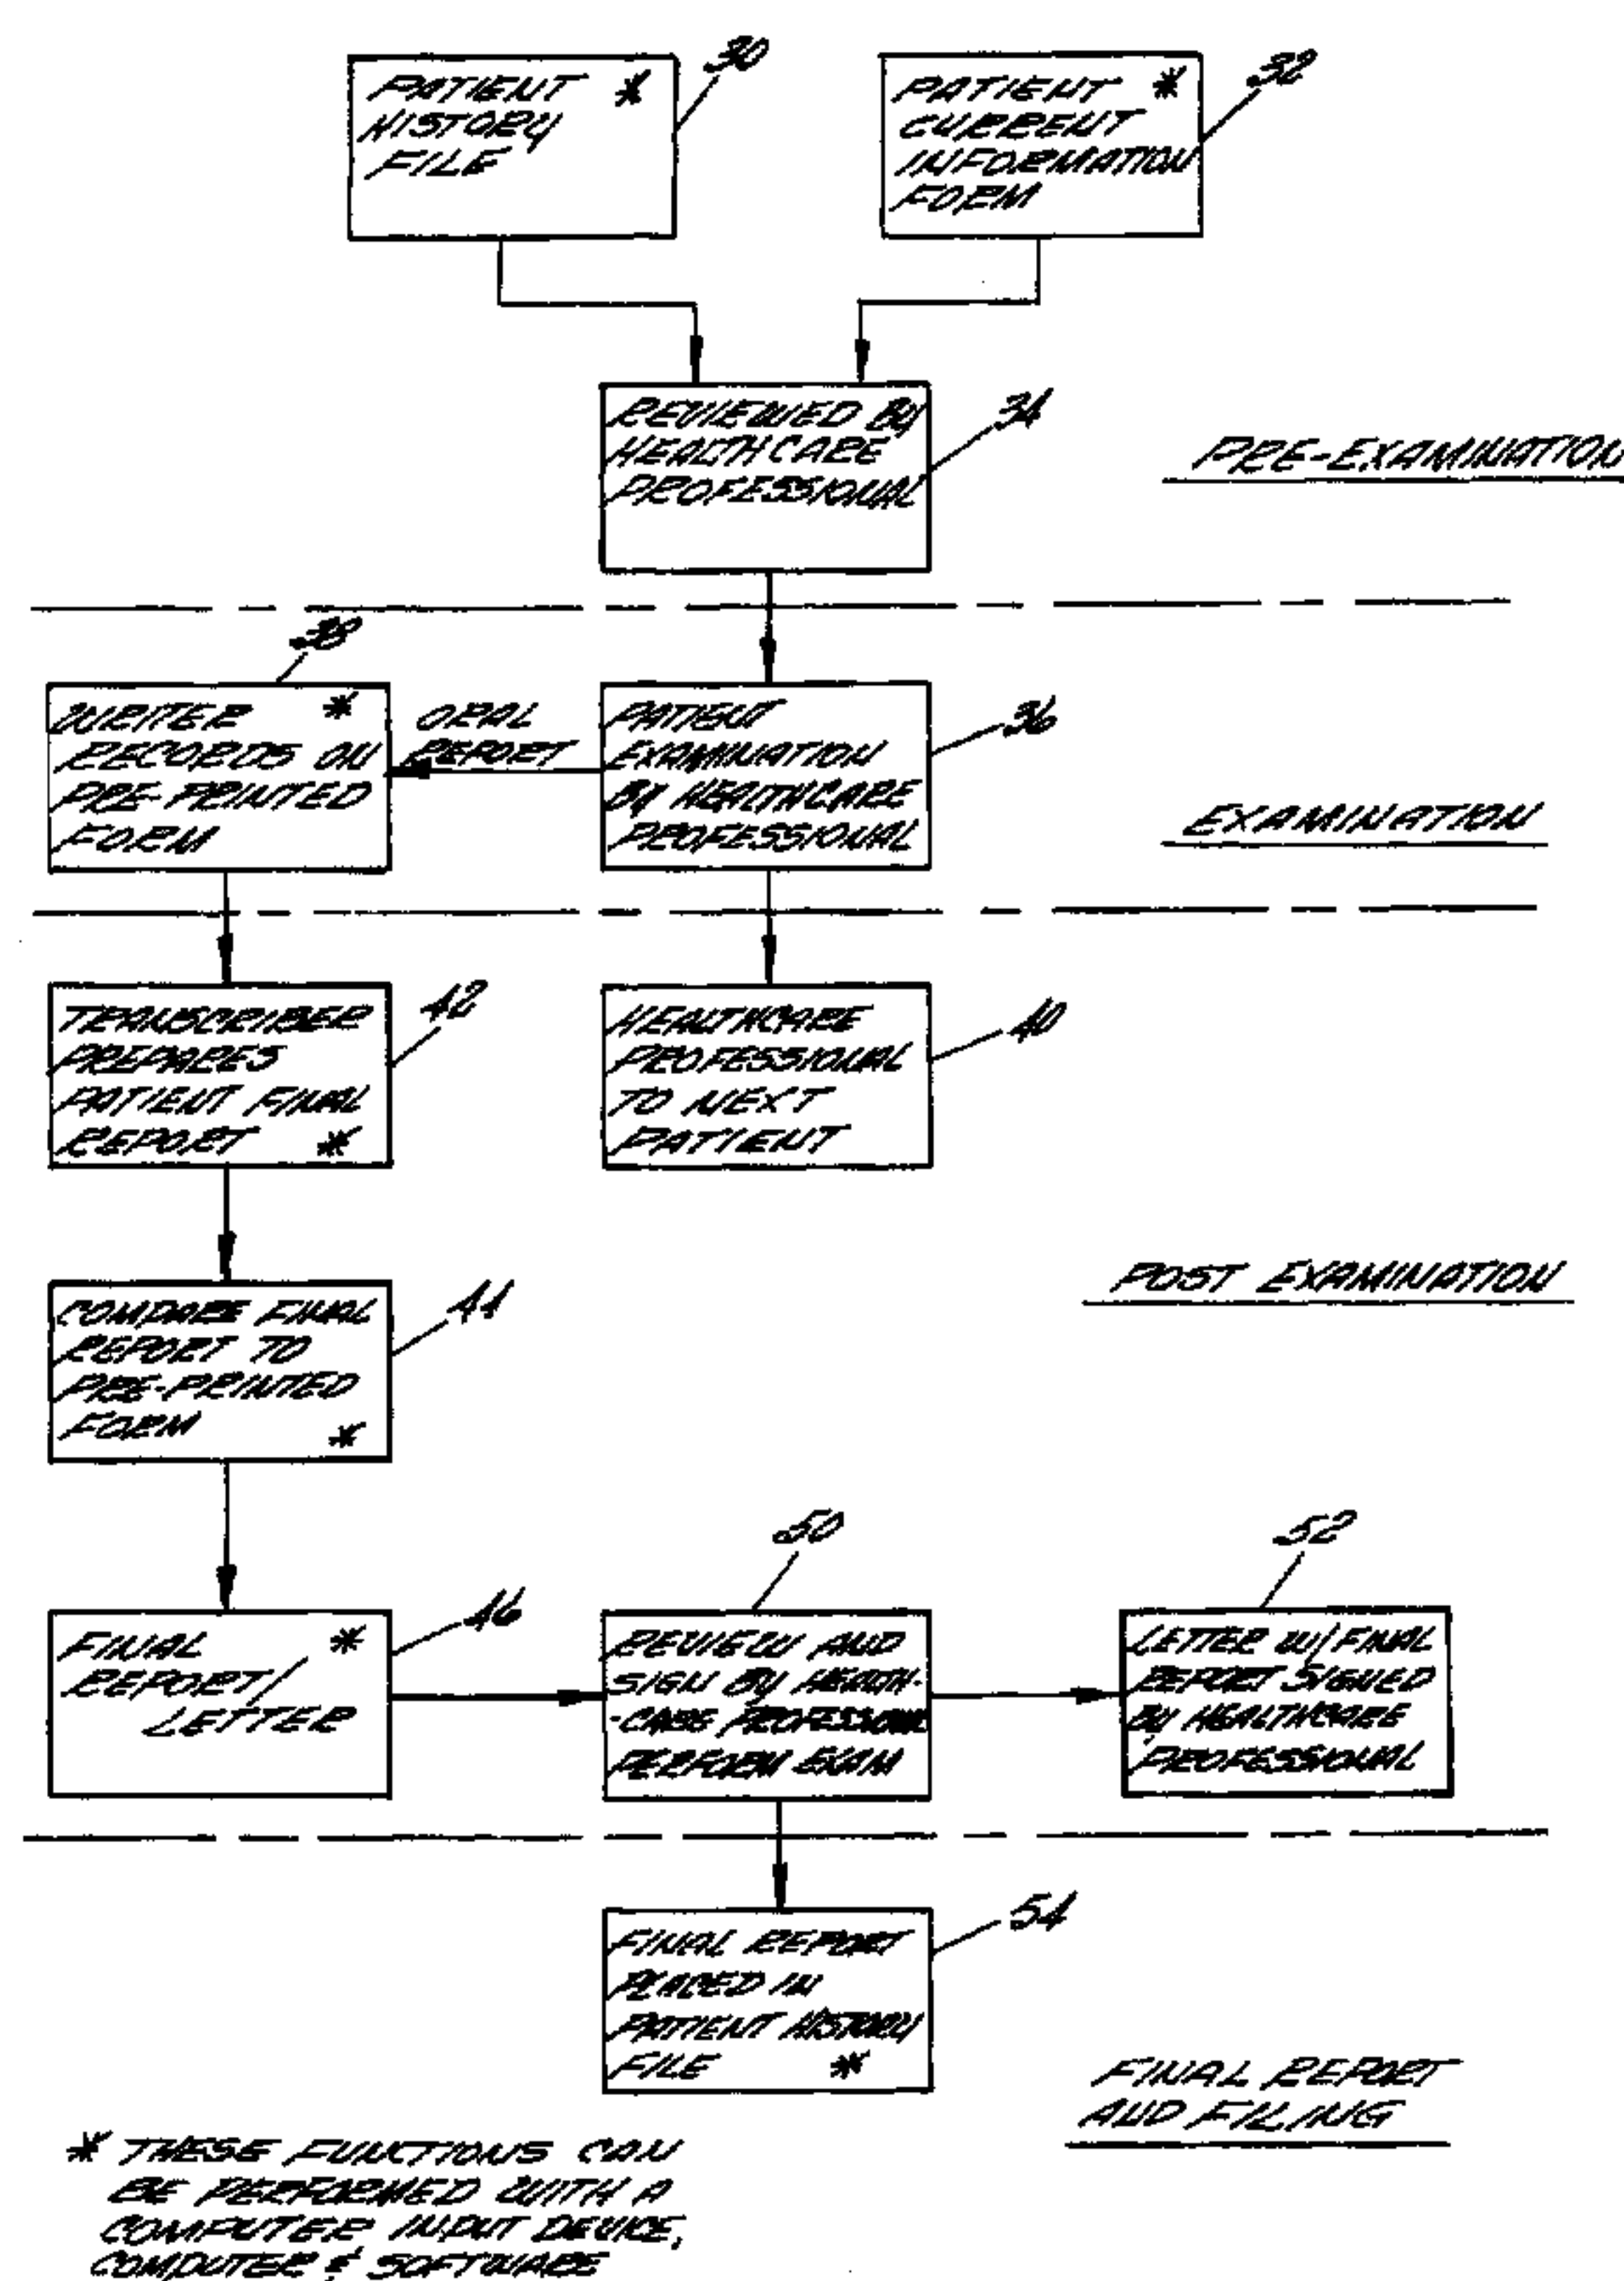 30
PATIENT *
HISTORY
FILE
32
PATIENT *
CURRENT
INFORMATION
FORM
34
REVIEWED BY
HEALTHCARE
PROFESSIONAL
PRE-EXAMINATION
38
WRITER *
RECORDS ON
PRE-PRINTED
FORM
ORAL
REPORT
36
PATIENT
EXAMINATION
BY HEALTHCARE
PROFESSIONAL
EXAMINATION
42
TRANSCRIBER
PREPARES
PATIENT FINAL
REPORT *
40
HEALTHCARE
PROFESSIONAL
TO NEXT
PATIENT
POST EXAMINATION
44
COMPARE FINAL
REPORT TO
PRE-PRINTED
FORM *
46
FINAL *
REPORT/
LETTER
50
REVIEW AND
SIGN BY HEALTH-
-CARE PROFESSIONAL
PERFORM EXAM
52
LETTER W/FINAL
REPORT SIGNED
BY HEALTHCARE
PROFESSIONAL
54
FINAL REPORT
PLACED IN
PATIENT HISTORY
FILE *
FINAL REPORT
AND FILING
* THESE FUNCTIONS CAN
BE PERFORMED WITH A
COMPUTER INPUT DEVICE,
COMPUTER & SOFTWARE